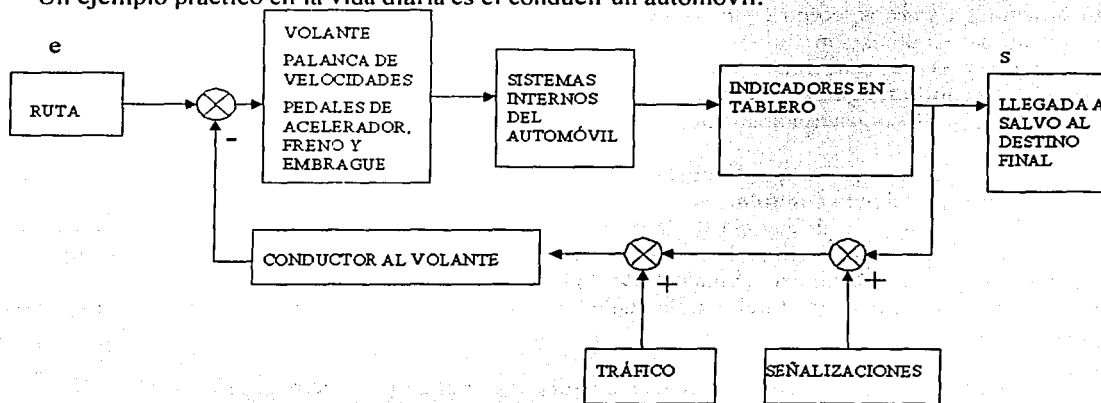 Un ejemplo práctico en la vida diaria es el conducir un automóvil.
e
RUTA
-
VOLANTE
PALANCA DE
VELOCIDADES
PEDALES DE
ACELERADOR,
FRENO Y
EMBRAGUE
SISTEMAS
INTERNOS
DEL
AUTOMÓVIL
INDICADORES EN
TABLERO
s
LLEGADA A
SALVO AL
DESTINO
FINAL
CONDUCTOR AL VOLANTE
+
+
TRÁFICO
SEÑALIZACIONES